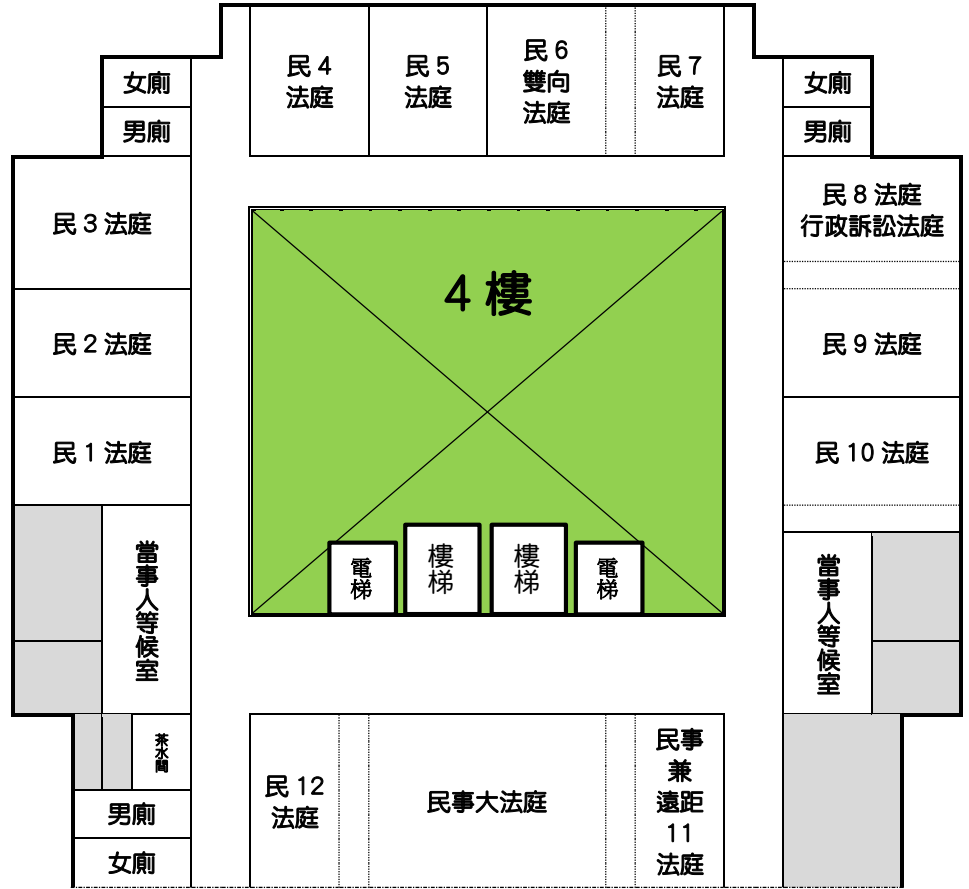 民 4
法庭
民 5
法庭
民 6
雙向
法庭
民 7
法庭
女廁
男廁
女廁
男廁
民 3 法庭
民 2 法庭
民 1 法庭
民 8 法庭
行政訴訟法庭
民 9 法庭
民 10 法庭
4 樓
電梯
樓梯
樓梯
電梯
當事人等候室
當事人等候室
茶水間
男廁
女廁
民 12
法庭
民事大法庭
民事
兼
遠距
11
法庭